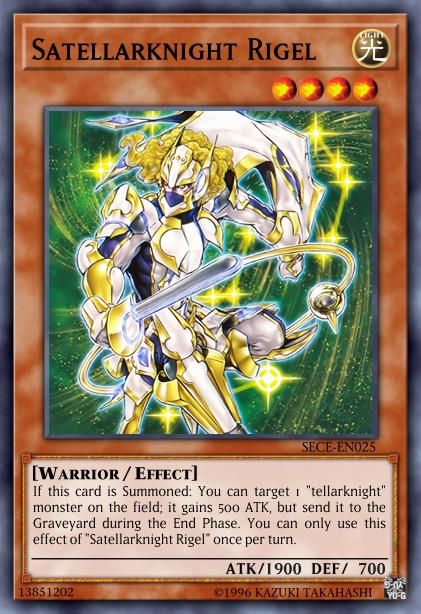 SATELLARKNIGHT RIGEL
LIGHT
光
SECE-EN025
[WARRIOR / EFFECT]
If this card is Summoned: You can target 1 "tellarknight"
monster on the field; it gains 500 ATK, but send it to the
Graveyard during the End Phase. You can only use this
effect of "Satellarknight Rigel" once per turn.
ATK/1900 DEF/ 700
13851202
©1996 KAZUKI TAKAHASHI